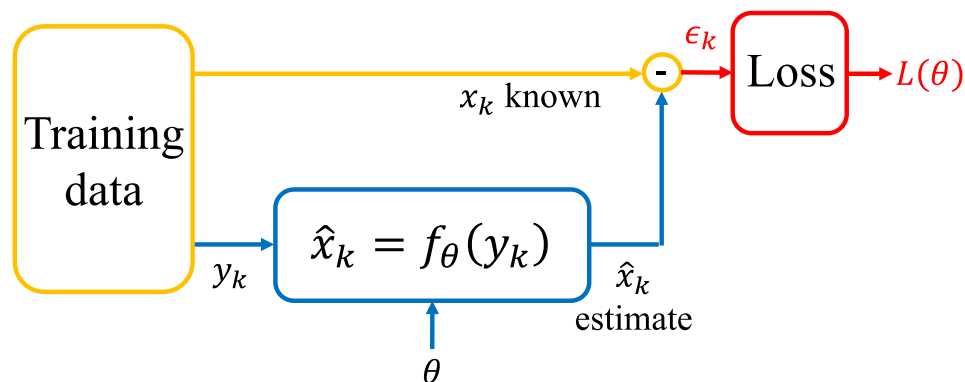 Training
data
x_k known
-
ϵ_k
Loss
L(θ)
y_k
x̂_k = f_θ(y_k)
x̂_k
estimate
θ